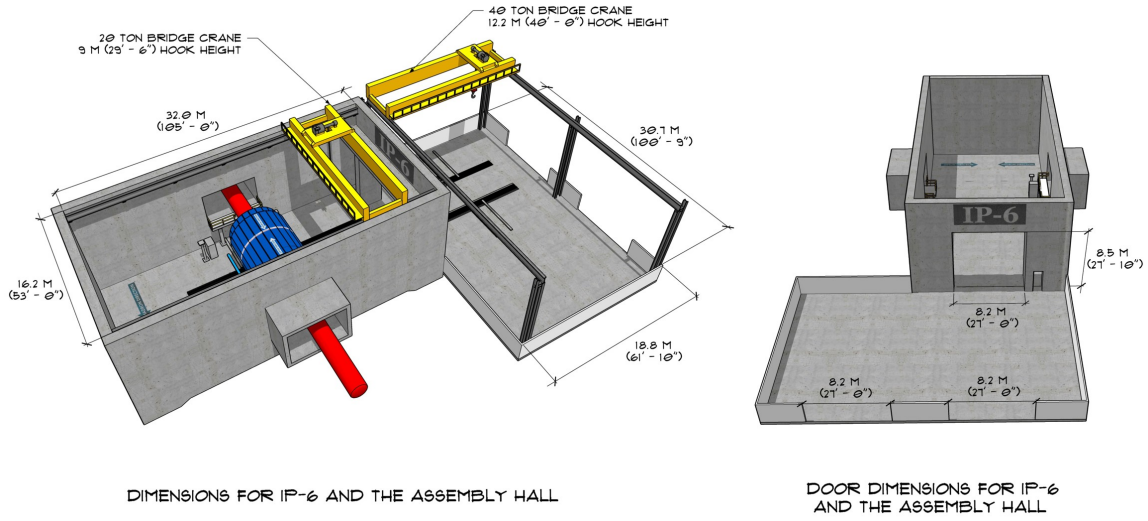 40 TON BRIDGE CRANE
12.2 M (40' - 0") HOOK HEIGHT
20 TON BRIDGE CRANE
9 M (29' - 6") HOOK HEIGHT
32.0 M
(105' - 0")
30.7 M
(100' - 9")
IP-6
16.2 M
(53' - 0")
18.8 M
(61' - 10")
IP-6
8.5 M
(27' - 10")
8.2 M
(27' - 0")
8.2 M
(27' - 0")
8.2 M
(27' - 0")
DIMENSIONS FOR IP-6 AND THE ASSEMBLY HALL
DOOR DIMENSIONS FOR IP-6
AND THE ASSEMBLY HALL